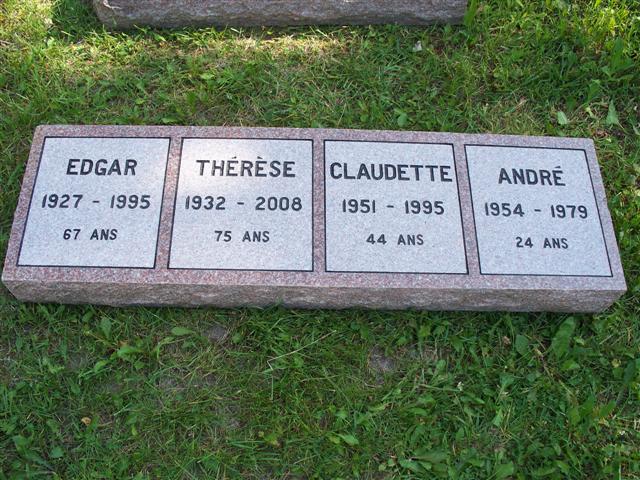 EDGAR
1927 - 1995
67 ANS
THÉRÈSE
1932 - 2008
75 ANS
CLAUDETTE
1951 - 1995
44 ANS
ANDRÉ
1954 - 1979
24 ANS